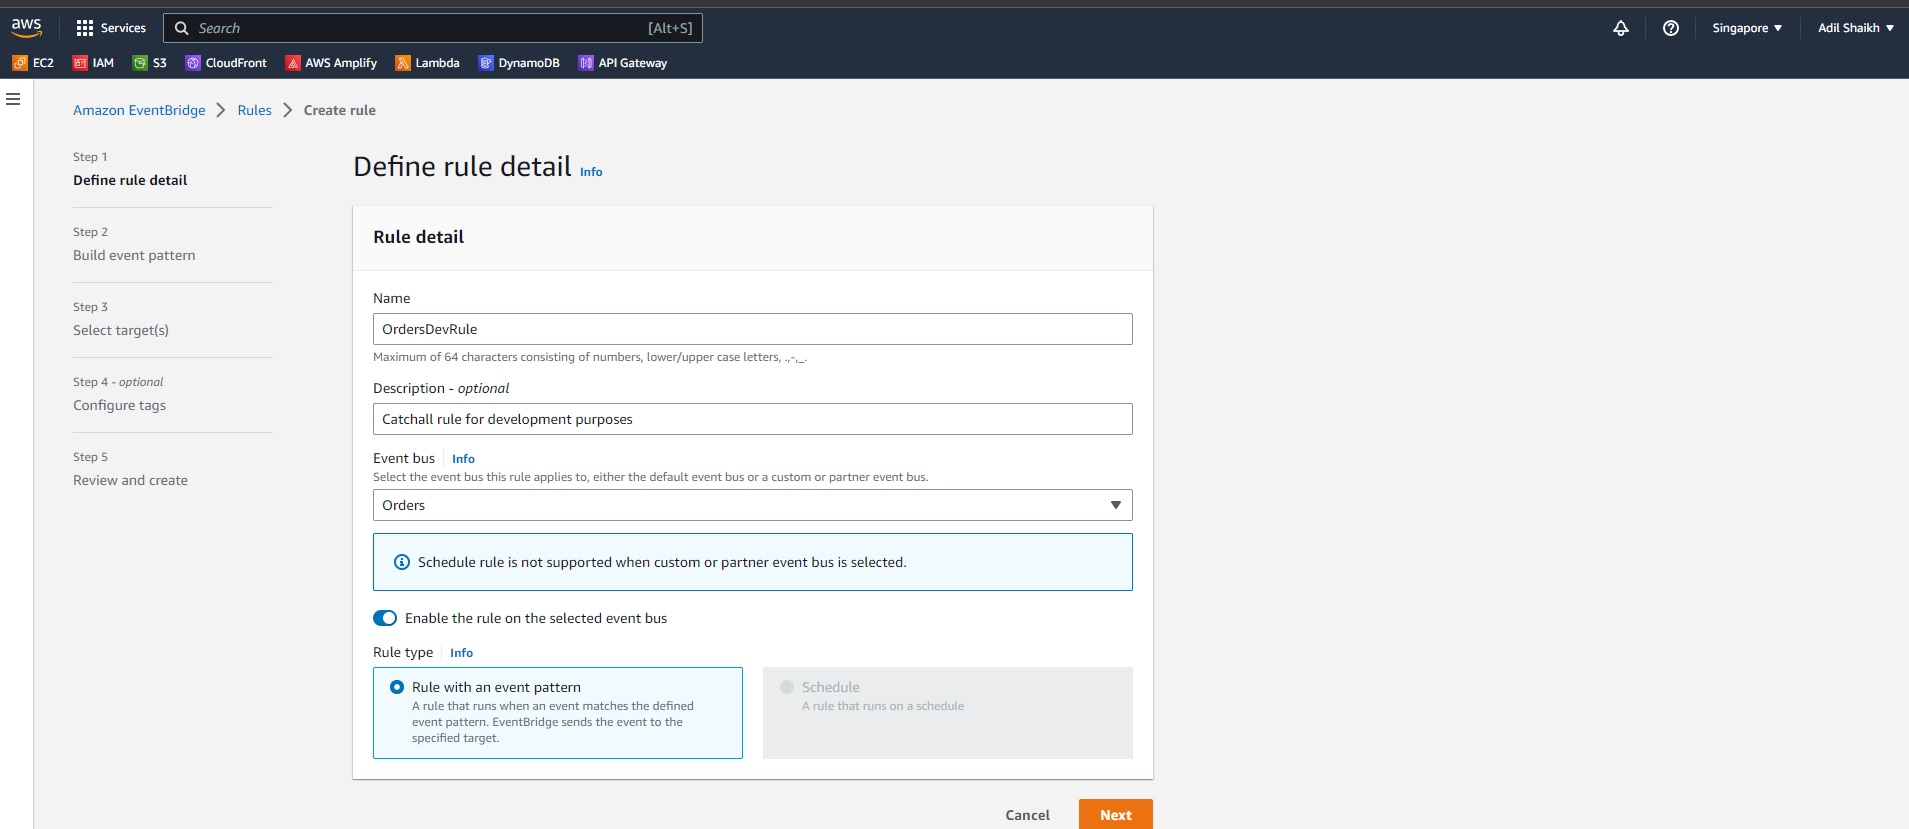 aws
Services
Search
[Alt+S]
Singapore
Adil Shaikh
EC2
IAM
S3
CloudFront
AWS Amplify
Lambda
DynamoDB
API Gateway
Amazon EventBridge
Rules
Create rule
Step 1
Define rule detail
Step 2
Build event pattern
Step 3
Select target(s)
Step 4 - optional
Configure tags
Step 5
Review and create
Define rule detail Info
Rule detail
Name
OrdersDevRule
Maximum of 64 characters consisting of numbers, lower/upper case letters, .,-,_.
Description - optional
Catchall rule for development purposes
Event bus Info
Select the event bus this rule applies to, either the default event bus or a custom or partner event bus.
Orders
Schedule rule is not supported when custom or partner event bus is selected.
Enable the rule on the selected event bus
Rule type Info
Rule with an event pattern
A rule that runs when an event matches the defined
event pattern. EventBridge sends the event to the
specified target.
Schedule
A rule that runs on a schedule
Cancel
Next